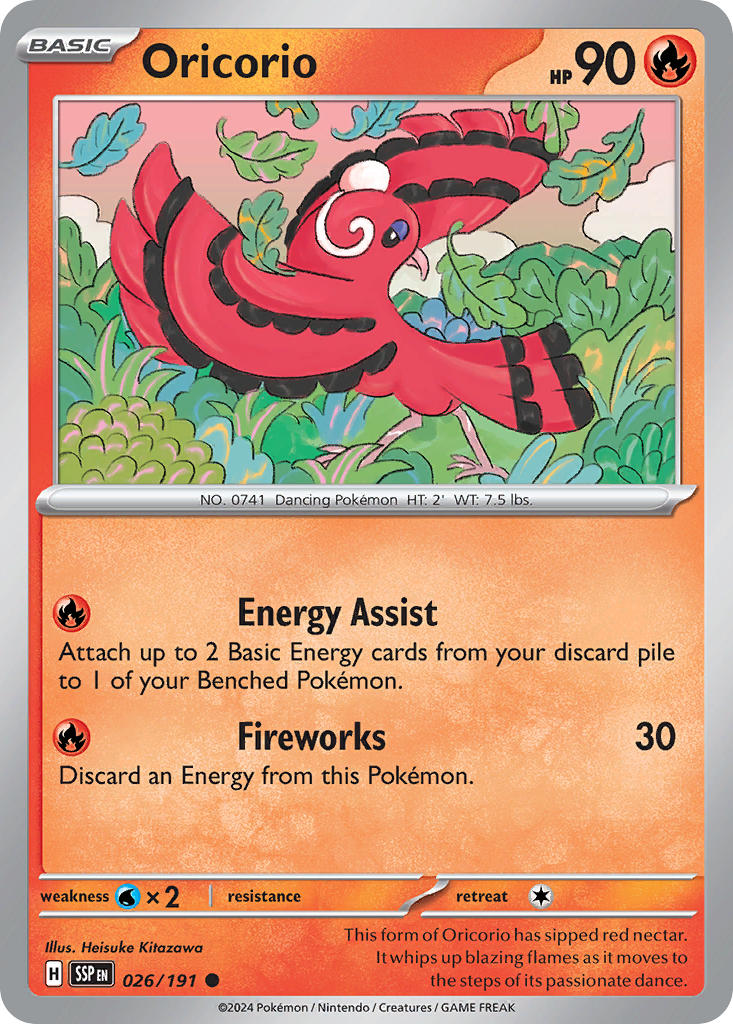 BASIC
Oricorio
HP 90
NO. 0741 Dancing Pokémon HT: 2' WT: 7.5 lbs.
Energy Assist
Attach up to 2 Basic Energy cards from your discard pile
to 1 of your Benched Pokémon.
Fireworks 30
Discard an Energy from this Pokémon.
weakness ×2 resistance retreat
Illus. Heisuke Kitazawa
H SSP EN 026/191
This form of Oricorio has sipped red nectar.
It whips up blazing flames as it moves to
the steps of its passionate dance.
©2024 Pokémon / Nintendo / Creatures / GAME FREAK